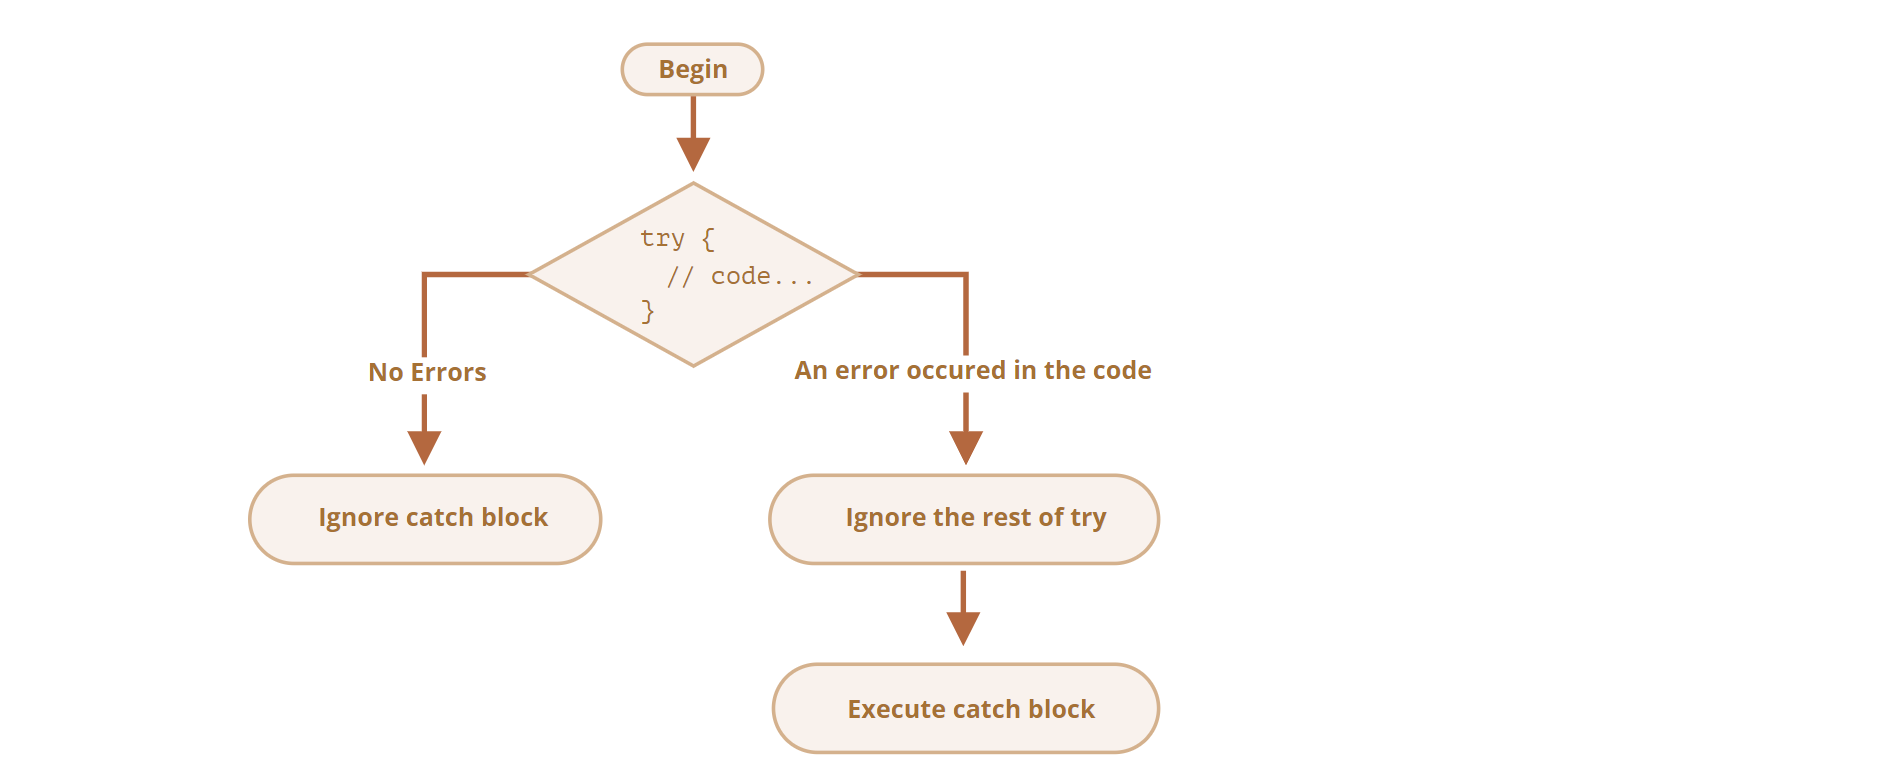 Begin
try {
// code...
}
No Errors
An error occured in the code
Ignore catch block
Ignore the rest of try
Execute catch block